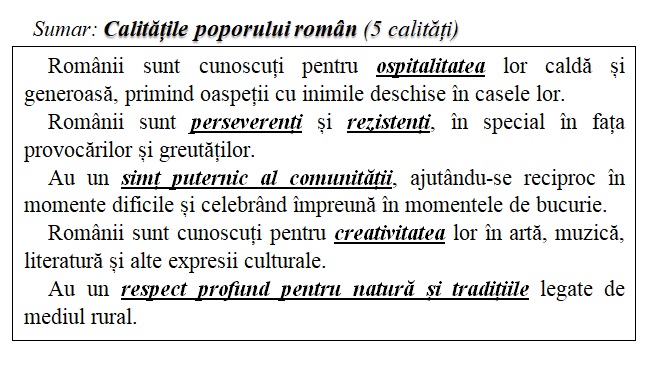 Sumar: Calitățile poporului român (5 calități)
Românii sunt cunoscuți pentru ospitalitatea lor caldă și
generoasă, primind oaspeții cu inimile deschise în casele lor.
Românii sunt perseverenți și rezistenți, în special în fața
provocărilor și greutăților.
Au un simț puternic al comunității, ajutându-se reciproc în
momente dificile și celebrând împreună în momentele de bucurie.
Românii sunt cunoscuți pentru creativitatea lor în artă, muzică,
literatură și alte expresii culturale.
Au un respect profund pentru natură și tradițiile legate de
mediul rural.